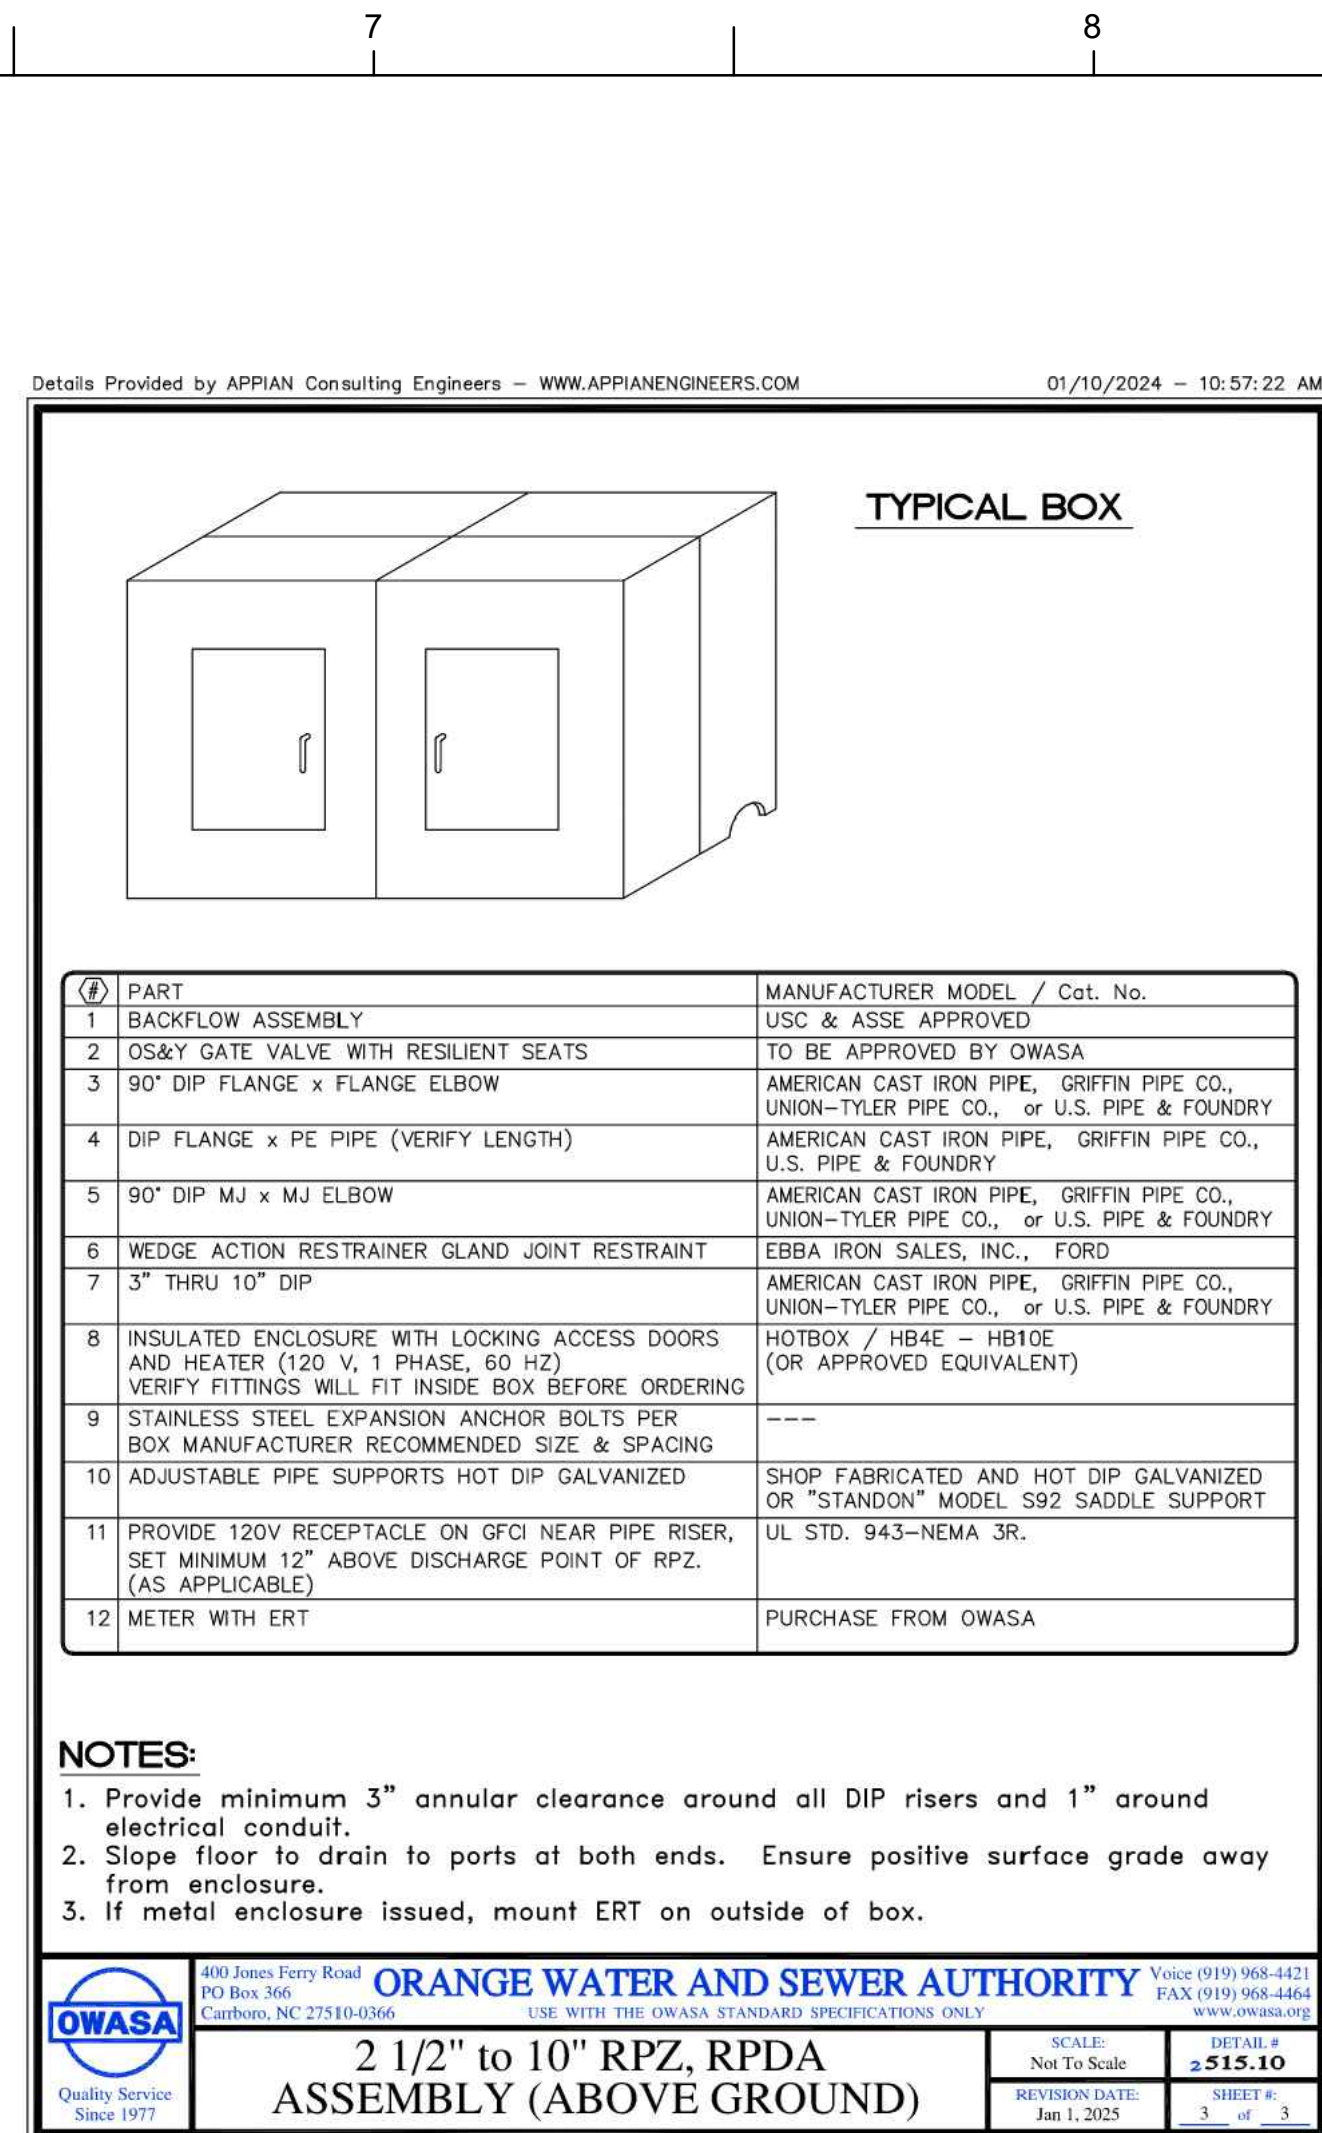 7 8
Details Provided by APPIAN Consulting Engineers – WWW.APPIANENGINEERS.COM 01/10/2024 – 10:57:22 AM
TYPICAL BOX
# PART MANUFACTURER MODEL / Cat. No.
1 BACKFLOW ASSEMBLY USC & ASSE APPROVED
2 OS&Y GATE VALVE WITH RESILIENT SEATS TO BE APPROVED BY OWASA
3 90° DIP FLANGE x FLANGE ELBOW AMERICAN CAST IRON PIPE, GRIFFIN PIPE CO.,
UNION–TYLER PIPE CO., or U.S. PIPE & FOUNDRY
4 DIP FLANGE x PE PIPE (VERIFY LENGTH) AMERICAN CAST IRON PIPE, GRIFFIN PIPE CO.,
U.S. PIPE & FOUNDRY
5 90° DIP MJ x MJ ELBOW AMERICAN CAST IRON PIPE, GRIFFIN PIPE CO.,
UNION–TYLER PIPE CO., or U.S. PIPE & FOUNDRY
6 WEDGE ACTION RESTRAINER GLAND JOINT RESTRAINT EBBA IRON SALES, INC., FORD
7 3" THRU 10" DIP AMERICAN CAST IRON PIPE, GRIFFIN PIPE CO.,
UNION–TYLER PIPE CO., or U.S. PIPE & FOUNDRY
8 INSULATED ENCLOSURE WITH LOCKING ACCESS DOORS HOTBOX / HB4E – HB10E
AND HEATER (120 V, 1 PHASE, 60 HZ) (OR APPROVED EQUIVALENT)
VERIFY FITTINGS WILL FIT INSIDE BOX BEFORE ORDERING
9 STAINLESS STEEL EXPANSION ANCHOR BOLTS PER –––
BOX MANUFACTURER RECOMMENDED SIZE & SPACING
10 ADJUSTABLE PIPE SUPPORTS HOT DIP GALVANIZED SHOP FABRICATED AND HOT DIP GALVANIZED
OR "STANDON" MODEL S92 SADDLE SUPPORT
11 PROVIDE 120V RECEPTACLE ON GFCI NEAR PIPE RISER, UL STD. 943–NEMA 3R.
SET MINIMUM 12" ABOVE DISCHARGE POINT OF RPZ.
(AS APPLICABLE)
12 METER WITH ERT PURCHASE FROM OWASA
NOTES:
1. Provide minimum 3" annular clearance around all DIP risers and 1" around
electrical conduit.
2. Slope floor to drain to ports at both ends. Ensure positive surface grade away
from enclosure.
3. If metal enclosure issued, mount ERT on outside of box.
OWASA
Quality Service
Since 1977
400 Jones Ferry Road
PO Box 366
Carrboro, NC 27510-0366
ORANGE WATER AND SEWER AUTHORITY
USE WITH THE OWASA STANDARD SPECIFICATIONS ONLY
Voice (919) 968-4421
FAX (919) 968-4464
www.owasa.org
2 1/2" to 10" RPZ, RPDA
ASSEMBLY (ABOVE GROUND)
SCALE:
Not To Scale
DETAIL #
2515.10
REVISION DATE:
Jan 1, 2025
SHEET #:
3 of 3